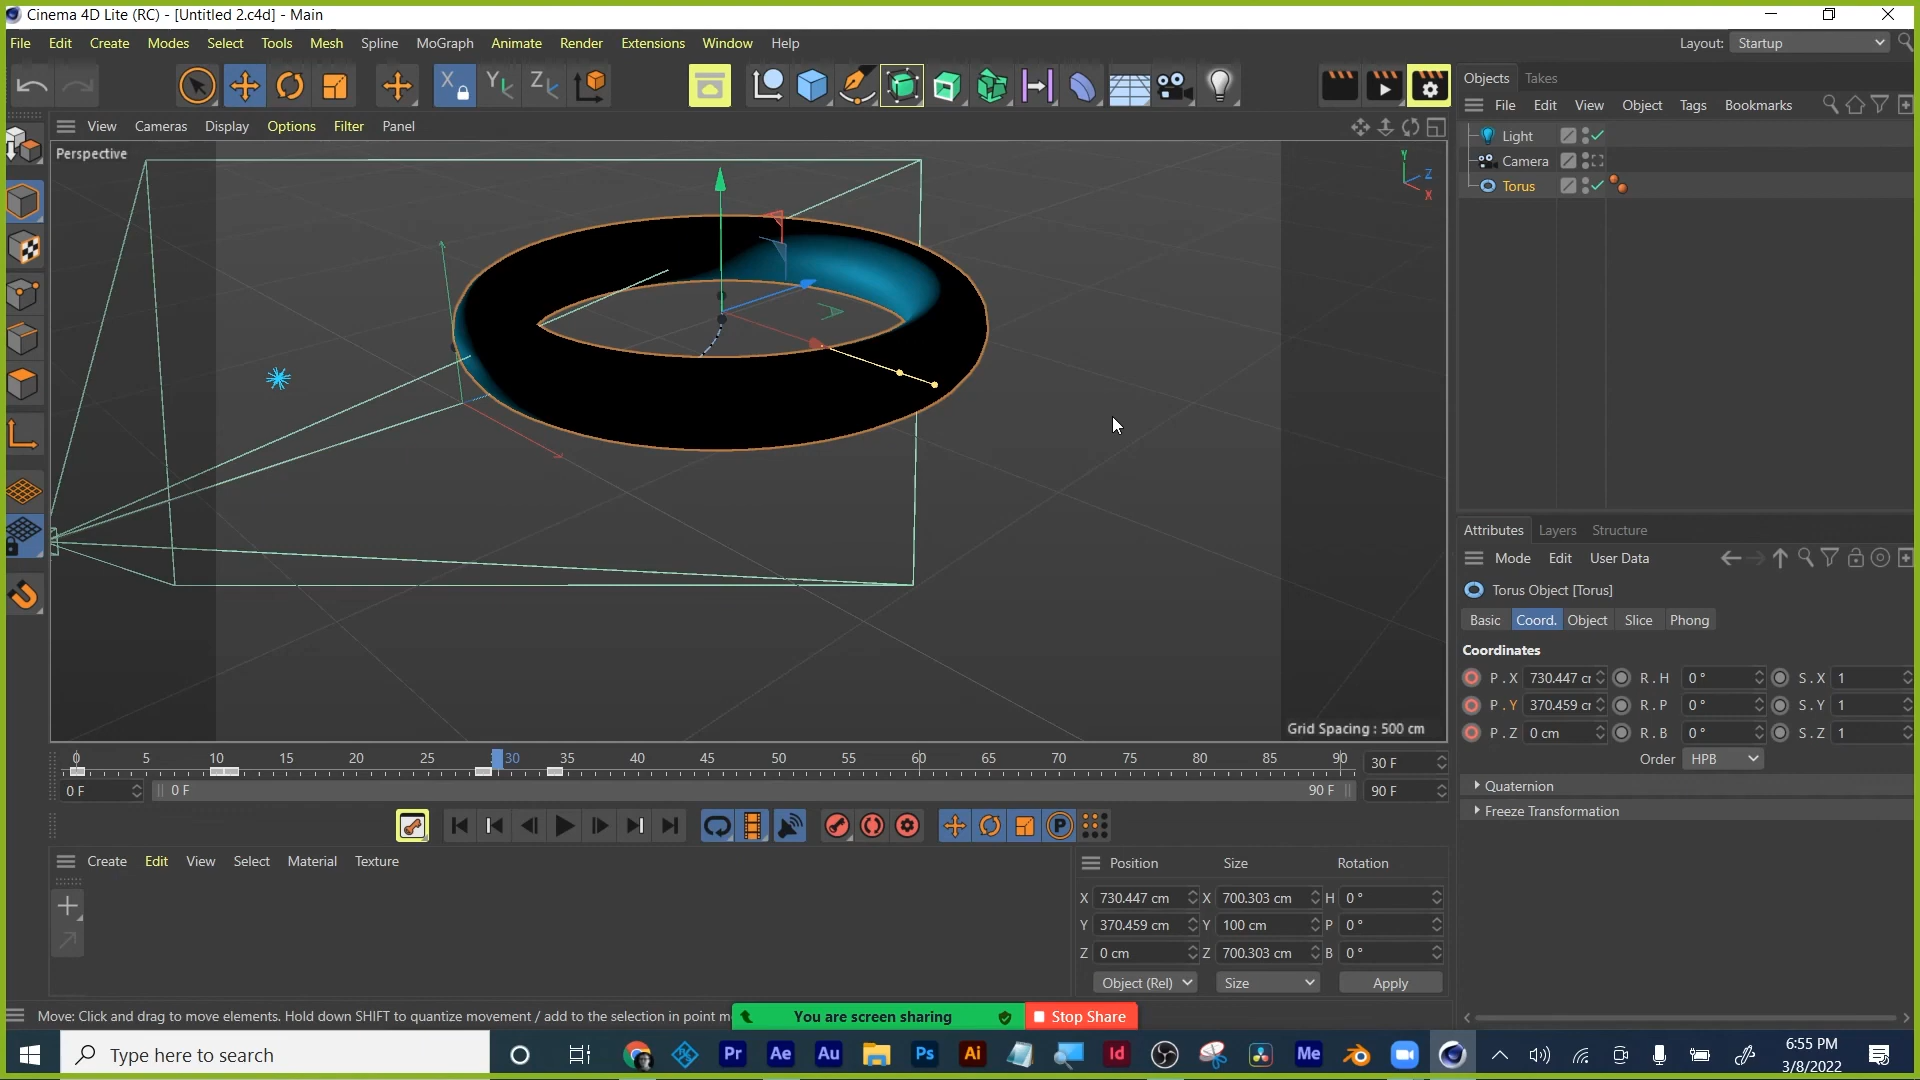 Cinema 4D Lite (RC) - [Untitled 2.c4d] - Main
File Edit Create Modes Select Tools Mesh Spline MoGraph Animate Render Extensions Window Help
Layout: Startup
Objects Takes
File Edit View Object Tags Bookmarks
View Cameras Display Options Filter Panel
Perspective
Y
Z
X
Light
Camera
Torus
Grid Spacing : 500 cm
Attributes Layers Structure
Mode Edit User Data
Torus Object [Torus]
Basic Coord. Object Slice Phong
Coordinates
P . X 730.447 cr R . H 0 ° S . X 1
P . Y 370.459 cr R . P 0 ° S . Y 1
P . Z 0 cm R . B 0 ° S . Z 1
Order HPB
Quaternion
Freeze Transformation
0 5 10 15 20 25 30 35 40 45 50 55 60 65 70 75 80 85 90 30 F
0 F 0 F 90 F 90 F
Create Edit View Select Material Texture
Position Size Rotation
X 730.447 cm X 700.303 cm H 0 °
Y 370.459 cm Y 100 cm P 0 °
Z 0 cm Z 700.303 cm B 0 °
Object (Rel) Size Apply
Move: Click and drag to move elements. Hold down SHIFT to quantize movement / add to the selection in point m
You are screen sharing Stop Share
Type here to search
Pr Ae Au Ps Ai Id Me
6:55 PM
3/8/2022